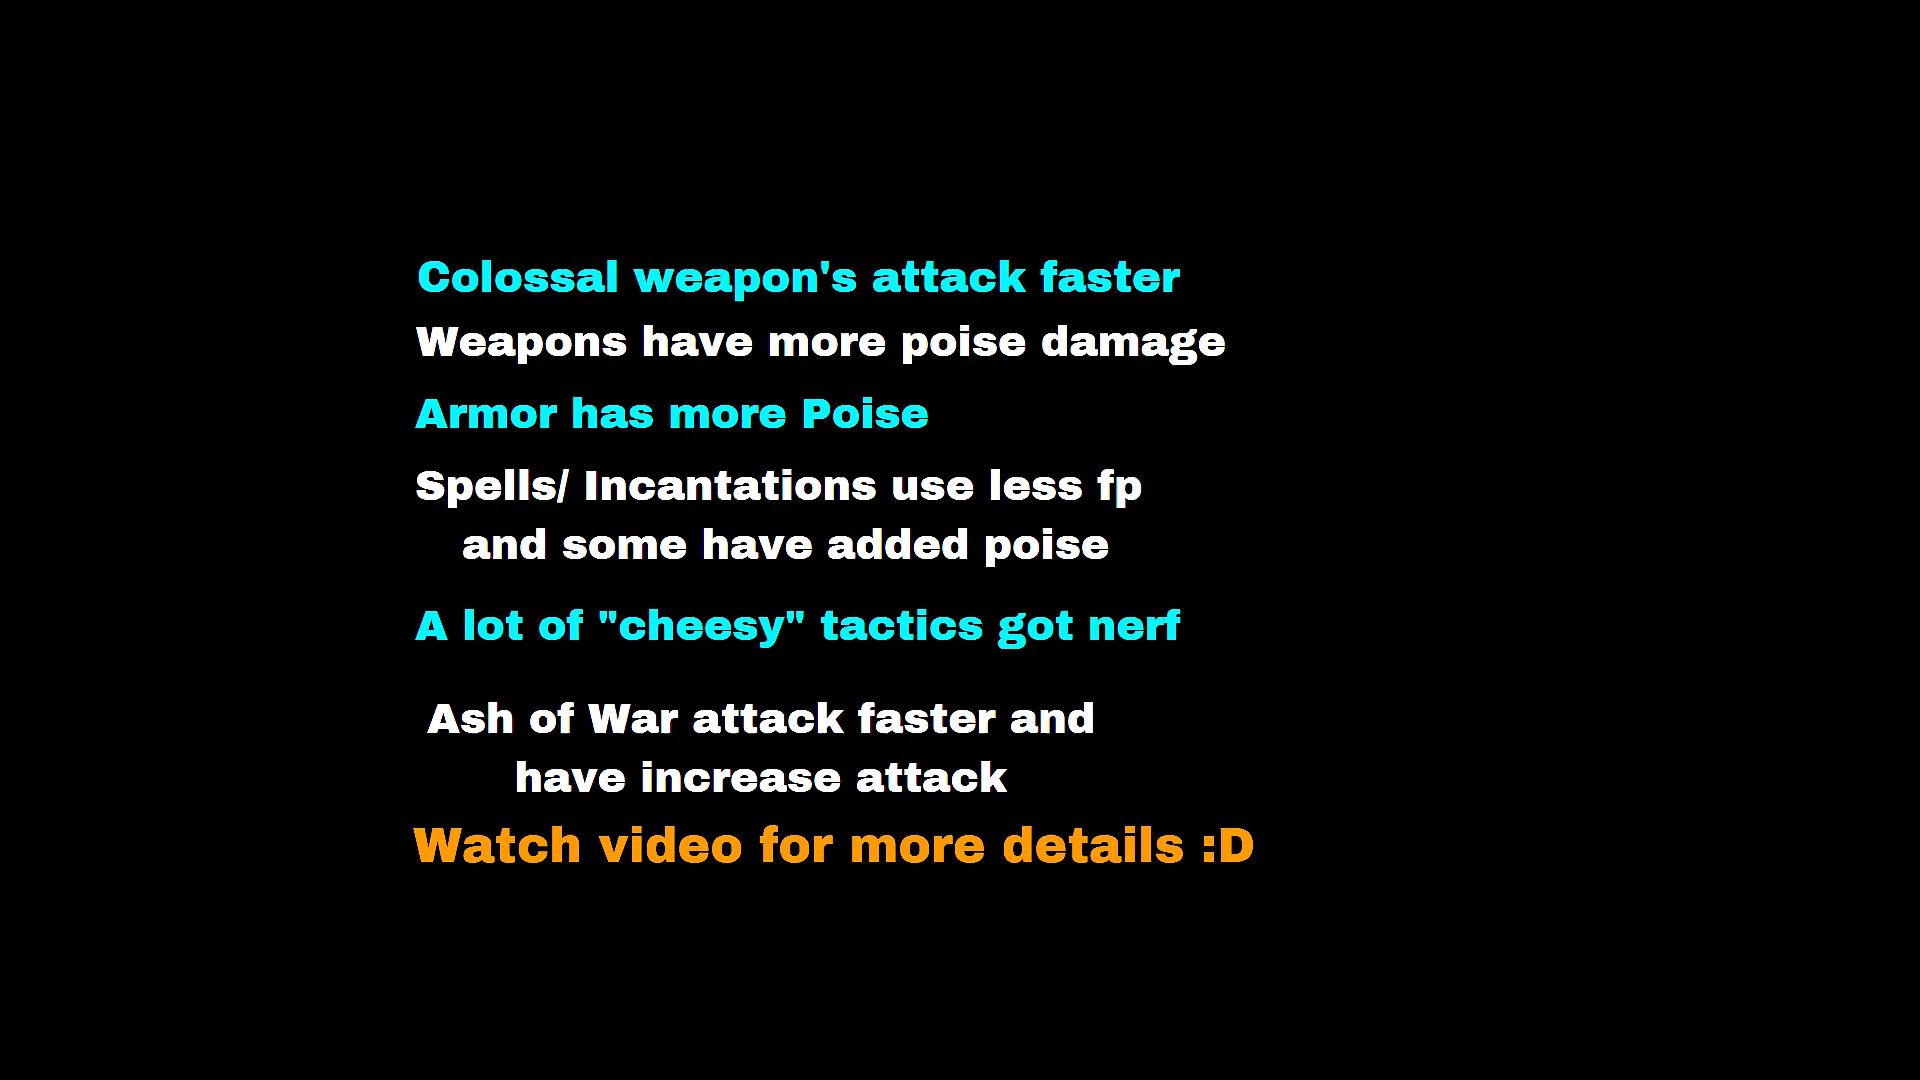 Colossal weapon's attack faster
Weapons have more poise damage
Armor has more Poise
Spells/ Incantations use less fp
and some have added poise
A lot of "cheesy" tactics got nerf
Ash of War attack faster and
have increase attack
Watch video for more details :D